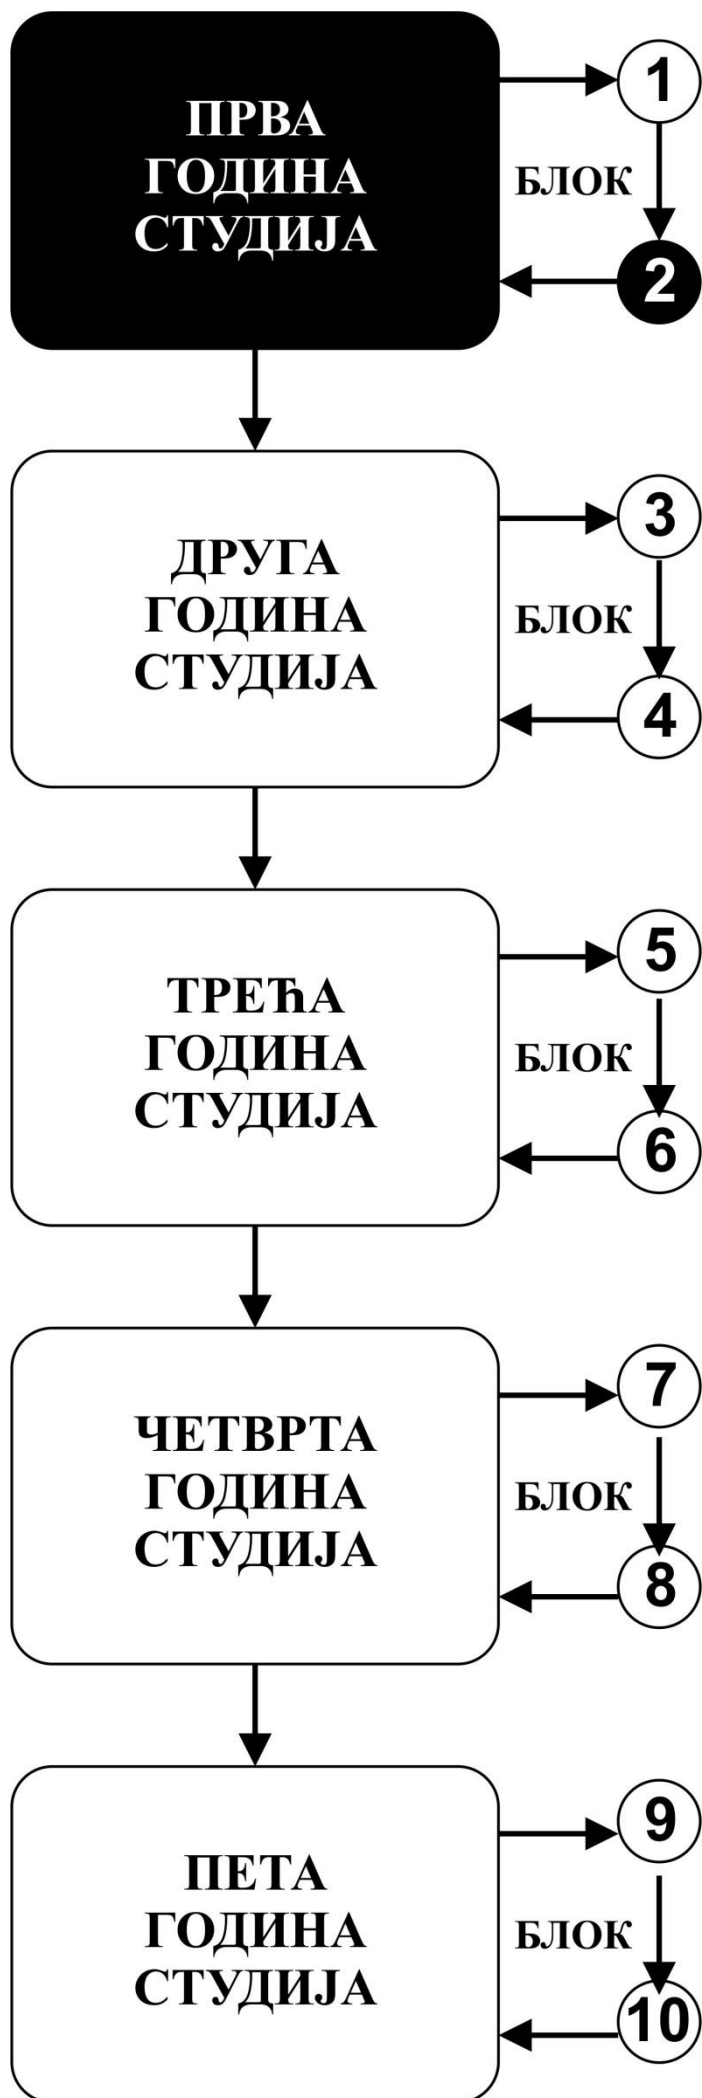 ПРВА
ГОДИНА
СТУДИЈА
1
БЛОК
2
ДРУГА
ГОДИНА
СТУДИЈА
3
БЛОК
4
ТРЕЋА
ГОДИНА
СТУДИЈА
5
БЛОК
6
ЧЕТВРТА
ГОДИНА
СТУДИЈА
7
БЛОК
8
ПЕТА
ГОДИНА
СТУДИЈА
9
БЛОК
10